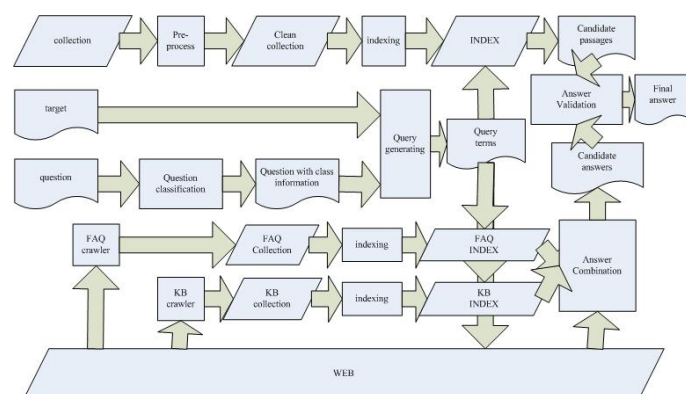 collection
Pre-
process
Clean
collection
indexing
INDEX
Candidate
passages
target
Query
generating
Query
terms
Answer
Validation
Final
answer
question
Question
classification
Question with class
information
Candidate
answers
FAQ
crawler
FAQ
Collection
indexing
FAQ
INDEX
Answer
Combination
KB
crawler
KB
collection
indexing
KB
INDEX
WEB